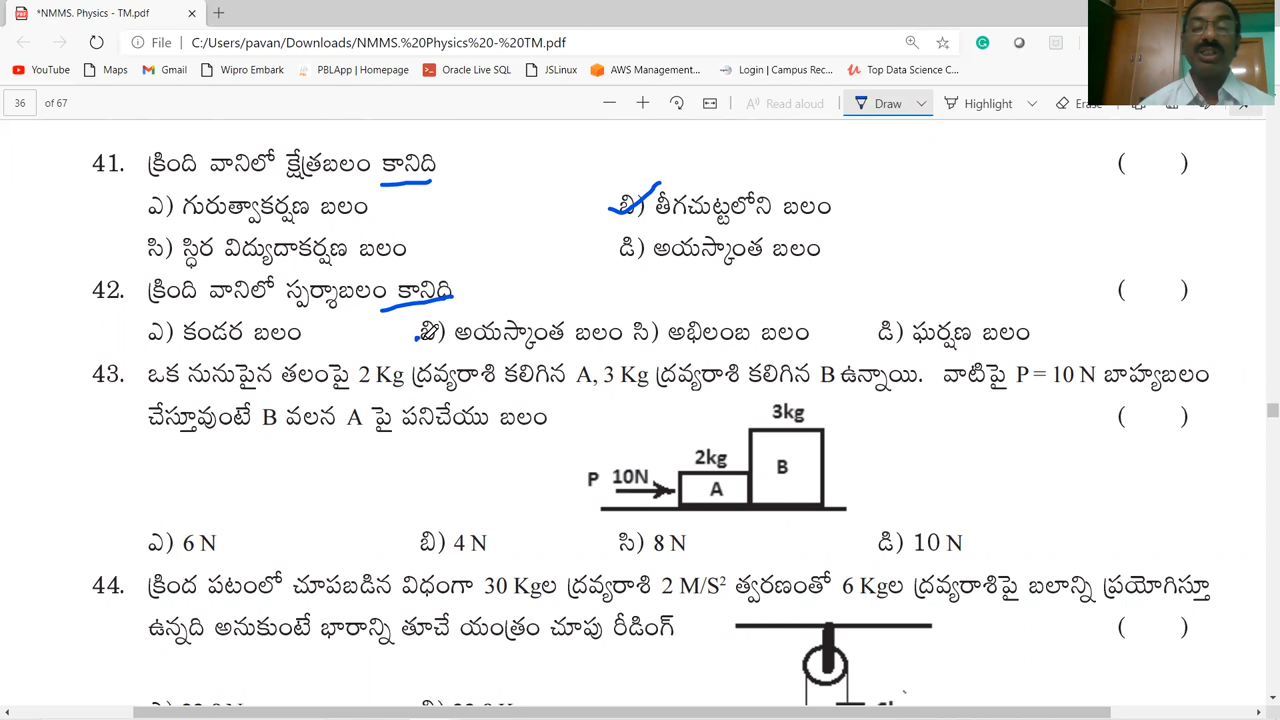 *NMMS. Physics - TM.pdf
File C:/Users/pavan/Downloads/NMMS.%20Physics%20-%20TM.pdf
YouTube Maps Gmail Wipro Embark PBLApp | Homepage Oracle Live SQL JSLinux AWS Management... Login | Campus Rec... Top Data Science C...
36 of 67 Read aloud Draw Highlight Erase
41. క్రింది వానిలో క్షేత్రబలం కానిది ( )
ఎ) గురుత్వాకర్షణ బలం బి) తీగచుట్టలోని బలం
సి) స్థిర విద్యుదాకర్షణ బలం డి) అయస్కాంత బలం
42. క్రింది వానిలో స్పర్శాబలం కానిది ( )
ఎ) కండర బలం బి) అయస్కాంత బలం సి) అభిలంబ బలం డి) ఘర్షణ బలం
43. ఒక నునుపైన తలంపై 2 Kg ద్రవ్యరాశి కలిగిన A, 3 Kg ద్రవ్యరాశి కలిగిన B ఉన్నాయి. వాటిపై P = 10 N బాహ్యబలం
చేస్తూవుంటే B వలన A పై పనిచేయు బలం ( )
3kg
2kg
P 10N A B
ఎ) 6 N బి) 4 N సి) 8 N డి) 10 N
44. క్రింద పటంలో చూపబడిన విధంగా 30 Kgల ద్రవ్యరాశి 2 M/S² త్వరణంతో 6 Kgల ద్రవ్యరాశిపై బలాన్ని ప్రయోగిస్తూ
ఉన్నది అనుకుంటే భారాన్ని తూచే యంత్రం చూపు రీడింగ్ ( )